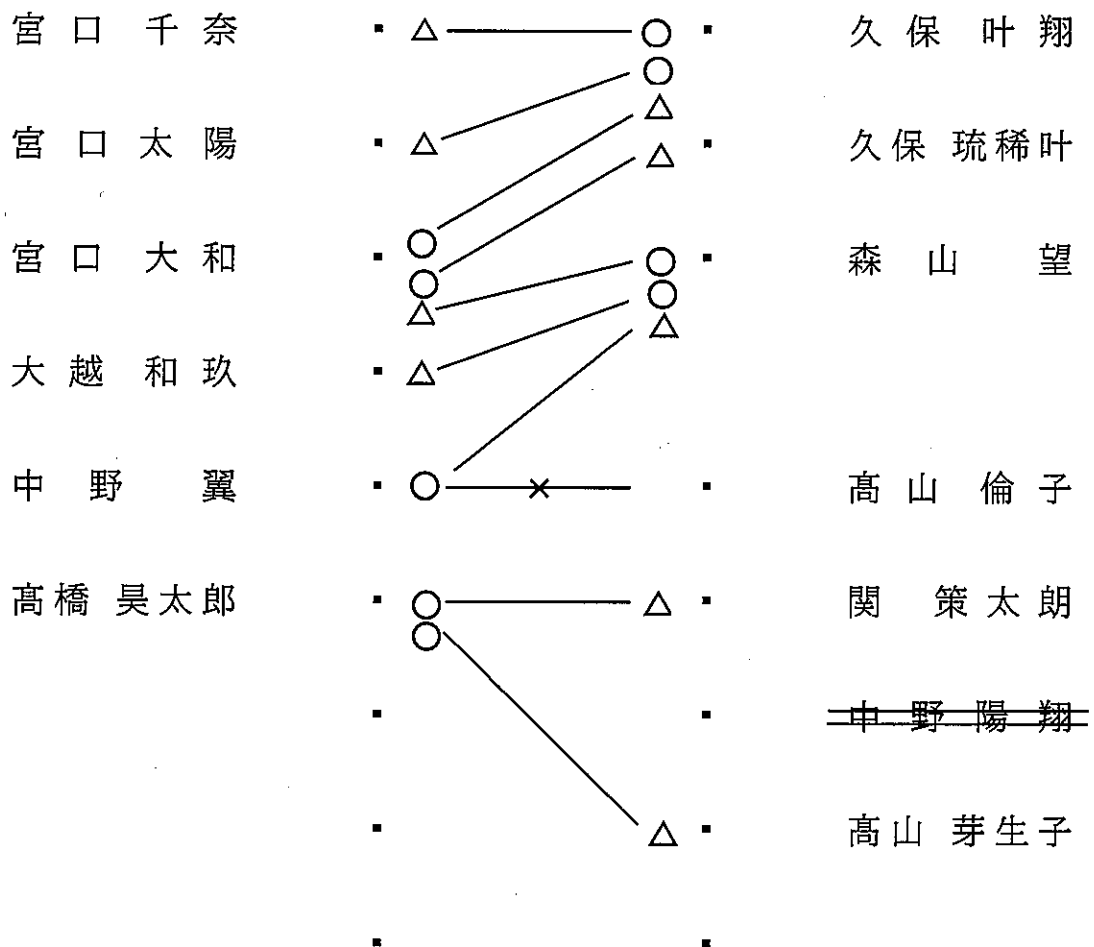 宮口 千奈 ・ △ ○ ・ 久保 叶翔
○
宮口 太陽 ・ △ △ △ ・ 久保 琉稀叶
宮口 大和 ・ ○ ○ △ ○ ・ 森山 望
○ △
大越 和玖 ・ △
中野 翼 ・ ○ × ・ 髙山 倫子
髙橋 昊太郎 ・ ○ ○ △ ・ 関 策太朗
・ ・ 中野 陽翔
・ △ ・ 髙山 芽生子
・ ・